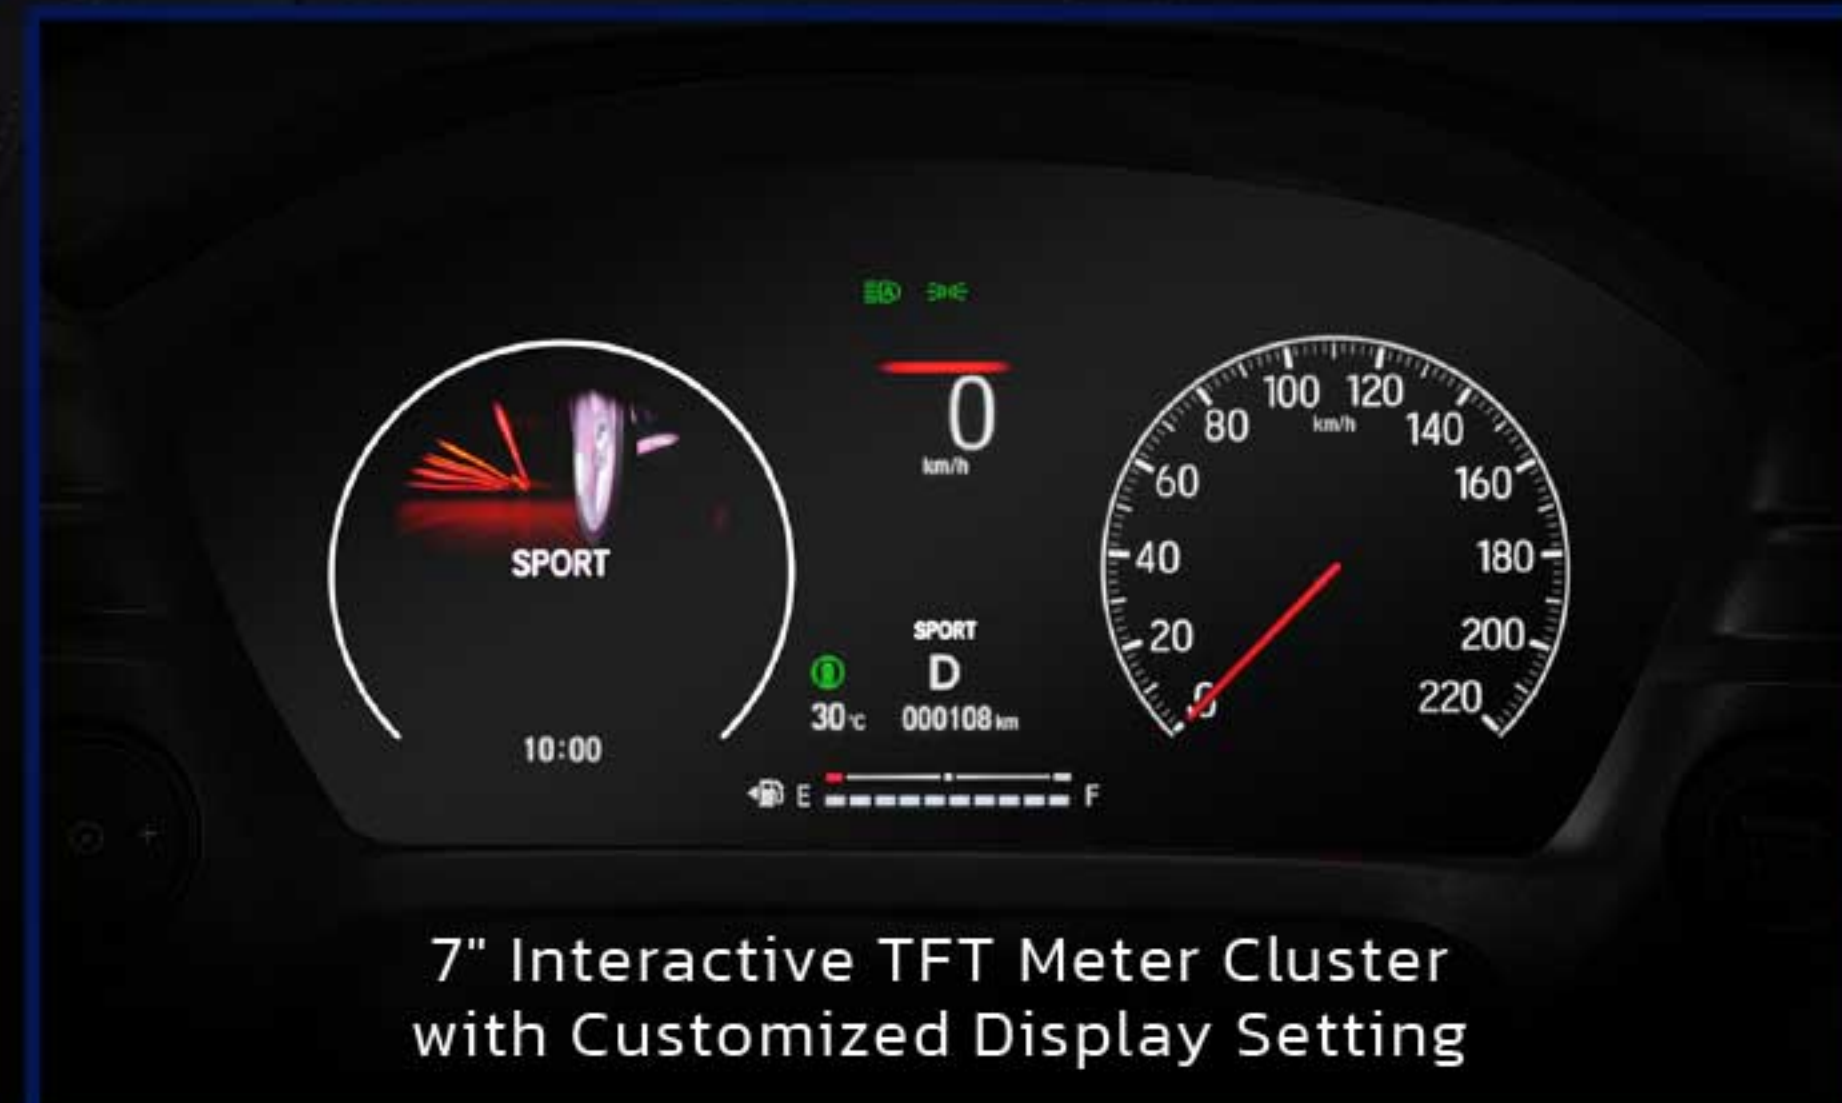 0
km/h
100 120
80 km/h 140
60 160
SPORT
40 180
SPORT
20 200
D
0 220
30°C 000108 km
10:00
E F
7" Interactive TFT Meter Cluster
with Customized Display Setting